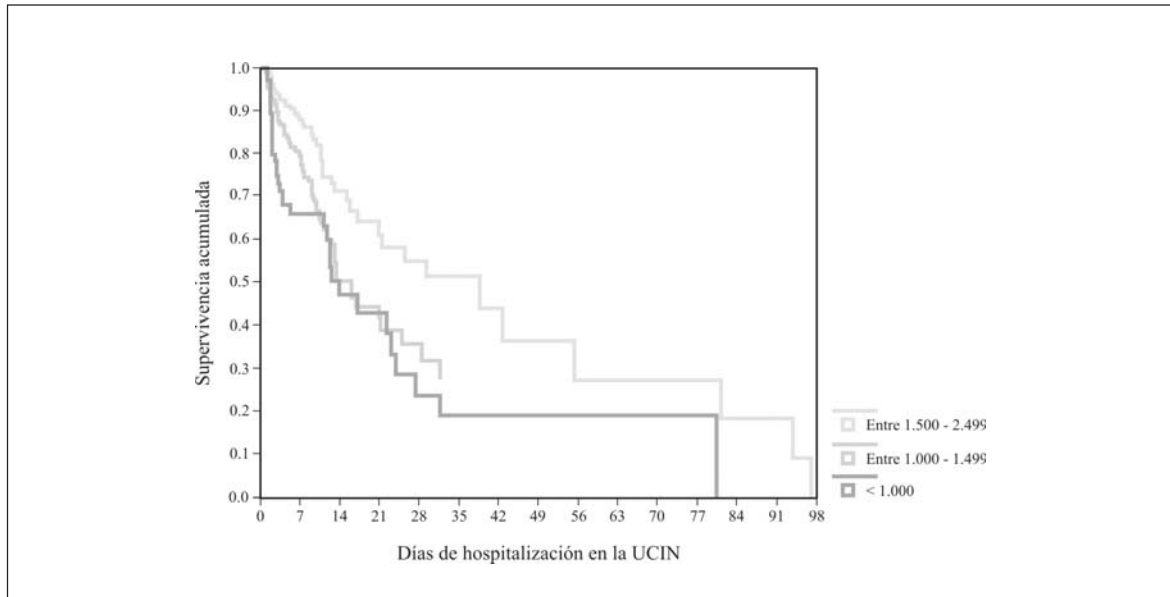 1.0
0.9
0.8
0.7
0.6
0.5
0.4
0.3
0.2
0.1
0.0
Supervivencia acumulada
0 7 14 21 28 35 42 49 56 63 70 77 84 91 98
Días de hospitalización en la UCIN
Entre 1.500 - 2.499
Entre 1.000 - 1.499
< 1.000